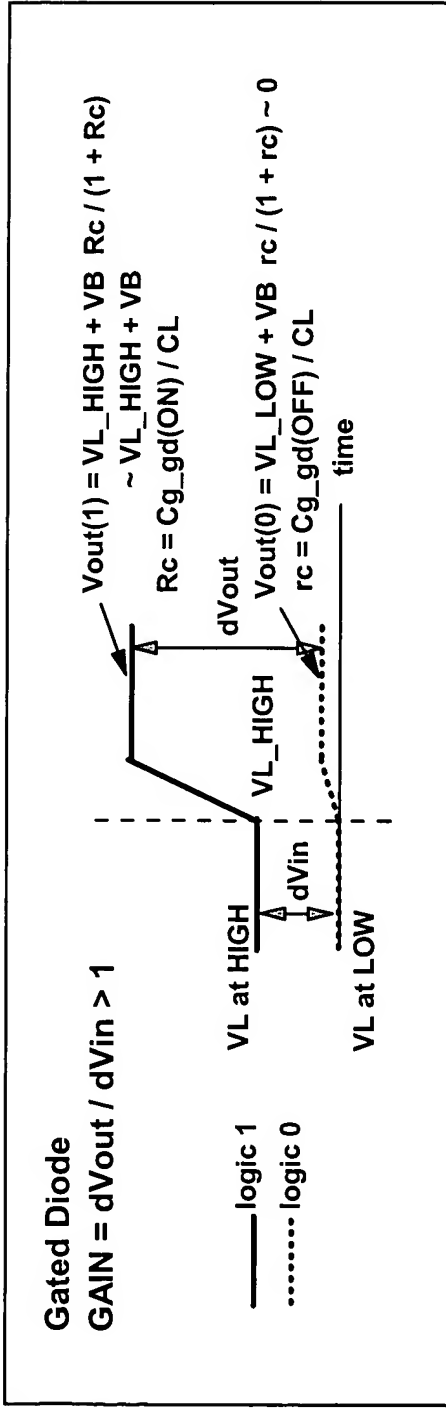 Gated Diode
GAIN = dVout / dVin > 1
logic 1
logic 0
VL at HIGH
dVin
VL at LOW
VL_HIGH
dVout
Vout(1) = VL_HIGH + VB Rc / (1 + Rc)
~ VL_HIGH + VB
Rc = Cg_gd(ON) / CL
Vout(0) = VL_LOW + VB rc / (1 + rc) ~ 0
rc = Cg_gd(OFF) / CL
time